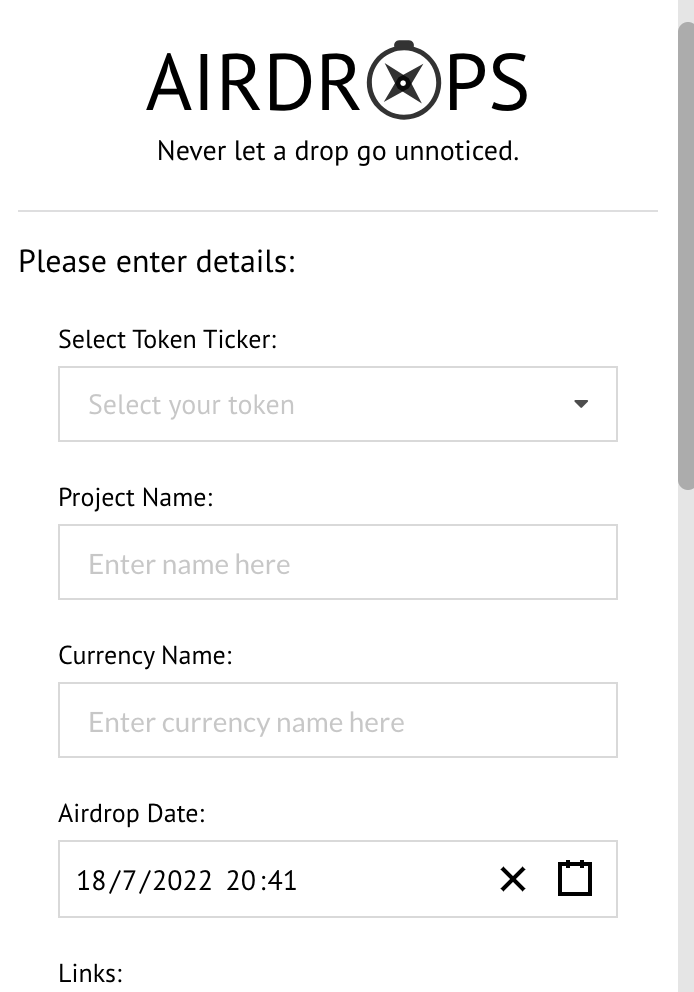 AIRDROPS
Never let a drop go unnoticed.
Please enter details:
Select Token Ticker:
Select your token
Project Name:
Enter name here
Currency Name:
Enter currency name here
Airdrop Date:
18/7/2022 20:41
Links: